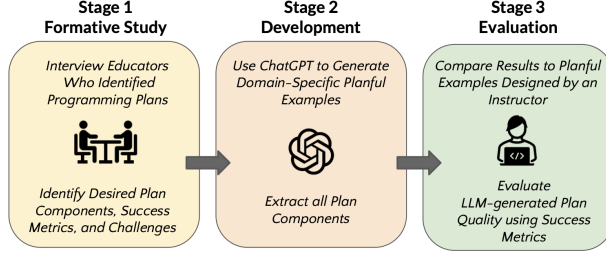 Stage 1
Formative Study
Interview Educators
Who Identified
Programming Plans
Identify Desired Plan
Components, Success
Metrics, and Challenges
Stage 2
Development
Use ChatGPT to Generate
Domain-Specific Planful
Examples
Extract all Plan
Components
Stage 3
Evaluation
Compare Results to Planful
Examples Designed by an
Instructor
</>
Evaluate
LLM-generated Plan
Quality using Success
Metrics